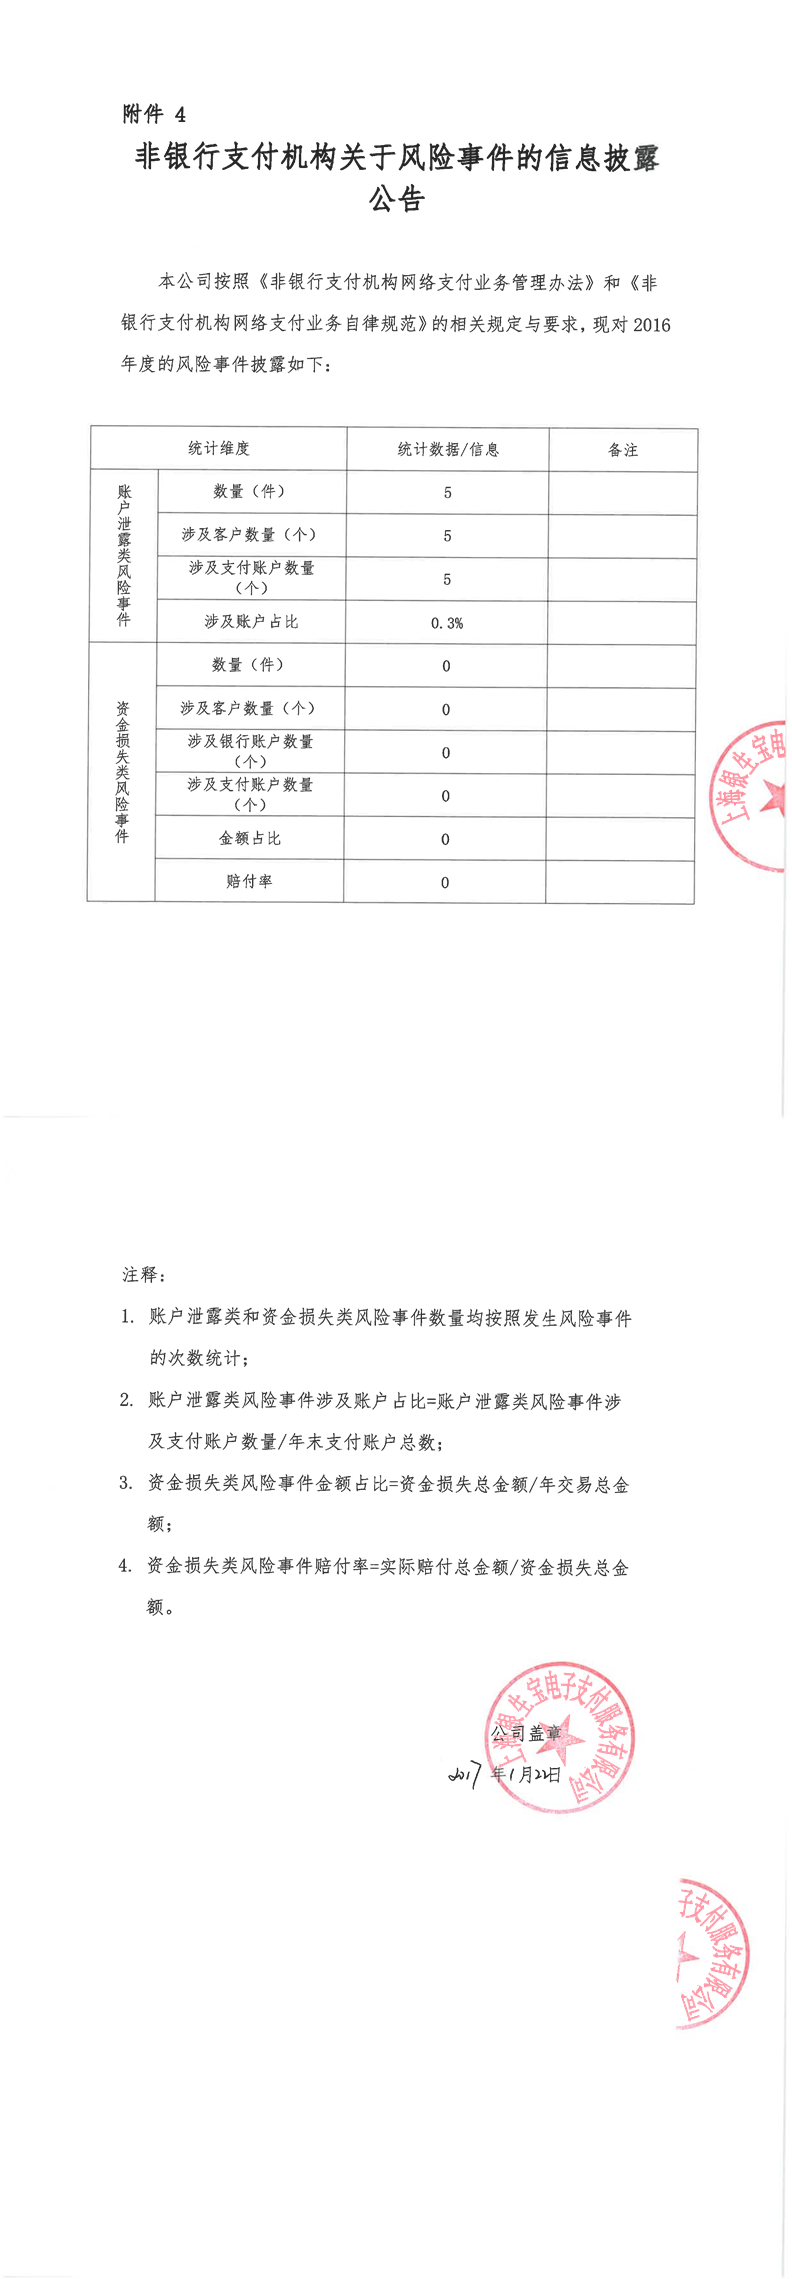 附件 4
非银行支付机构关于风险事件的信息披露
公告
本公司按照《非银行支付机构网络支付业务管理办法》和《非
银行支付机构网络支付业务自律规范》的相关规定与要求,现对 2016
年度的风险事件披露如下:
统计维度 统计数据/信息 备注
账户泄露类风险事件
数量（件） 5
涉及客户数量（个） 5
涉及支付账户数量
（个） 5
涉及账户占比 0.3%
资金损失类风险事件
数量（件） 0
涉及客户数量（个） 0
涉及银行账户数量
（个） 0
涉及支付账户数量
（个） 0
金额占比 0
赔付率 0
上海银生宝电
注释:
1. 账户泄露类和资金损失类风险事件数量均按照发生风险事件
的次数统计;
2. 账户泄露类风险事件涉及账户占比=账户泄露类风险事件涉
及支付账户数量/年末支付账户总数;
3. 资金损失类风险事件金额占比=资金损失总金额/年交易总金
额;
4. 资金损失类风险事件赔付率=实际赔付总金额/资金损失总金
额。
上海银生宝电子支付服务有限公司
公司盖章
2017 年 1 月 22 日
子支付服务有限公